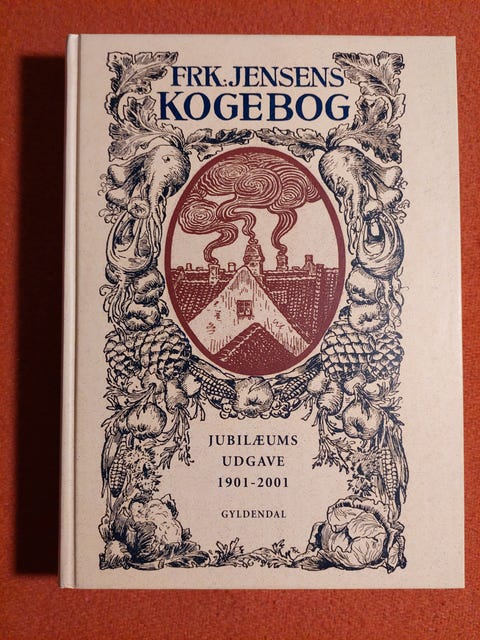 FRK. JENSENS
KOGEBOG
JUBILÆUMS
UDGAVE
1901-2001
GYLDENDAL